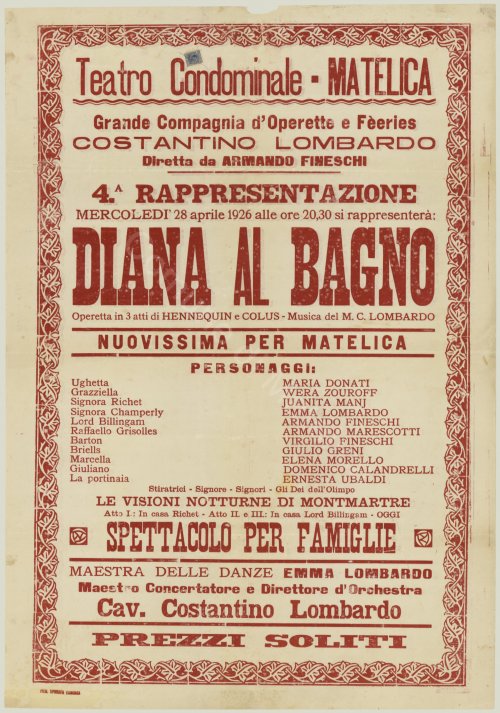 Teatro Condominale - MATELICA
Grande Compagnia d'Operette e Fèeries
COSTANTINO LOMBARDO
Diretta da ARMANDO FINESCHI
4.ª RAPPRESENTAZIONE
MERCOLEDI' 28 aprile 1926 alle ore 20,30 si rappresenterà:
DIANA AL BAGNO
Operetta in 3 atti di HENNEQUIN e COLUS - Musica del M. C. LOMBARDO
NUOVISSIMA PER MATELICA
PERSONAGGI:
Ughetta MARIA DONATI
Grazziella WERA ZOUROFF
Signora Richet JUANITA MANJ
Signora Champerly EMMA LOMBARDO
Lord Billingam ARMANDO FINESCHI
Raffaello Grisolles ARMANDO MARESCOTTI
Barton VIRGILIO FINESCHI
Briells GIULIO GRENI
Marcella ELENA MORELLO
Giuliano DOMENICO CALANDRELLI
La portinaia ERNESTA UBALDI
Stiratrici - Signore - Signori - Gli Dei dell'Olimpo
LE VISIONI NOTTURNE DI MONTMARTRE
Atto I.: In casa Richet - Atto II. e III.: In casa Lord Billingam - OGGI
SPETTACOLO PER FAMIGLIE
MAESTRA DELLE DANZE EMMA LOMBARDO
Maestro Concertatore e Direttore d'Orchestra
Cav. Costantino Lombardo
PREZZI SOLITI